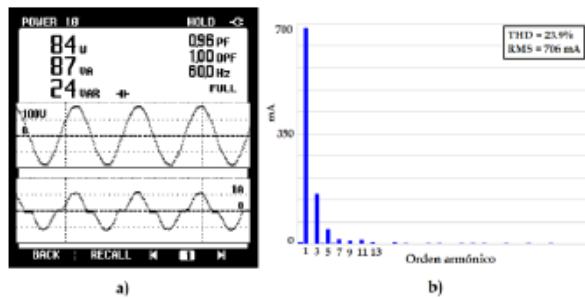 POWER 1Ø HOLD
84 W
87 VA
24 VAR
0.96 PF
1.00 DPF
60.0 Hz
FULL
100V
0
1A
0
BACK RECALL
a)
700
350
0
mA
THD = 23.9%
RMS = 706 mA
1 3 5 7 9 11 13
Orden armónico
b)